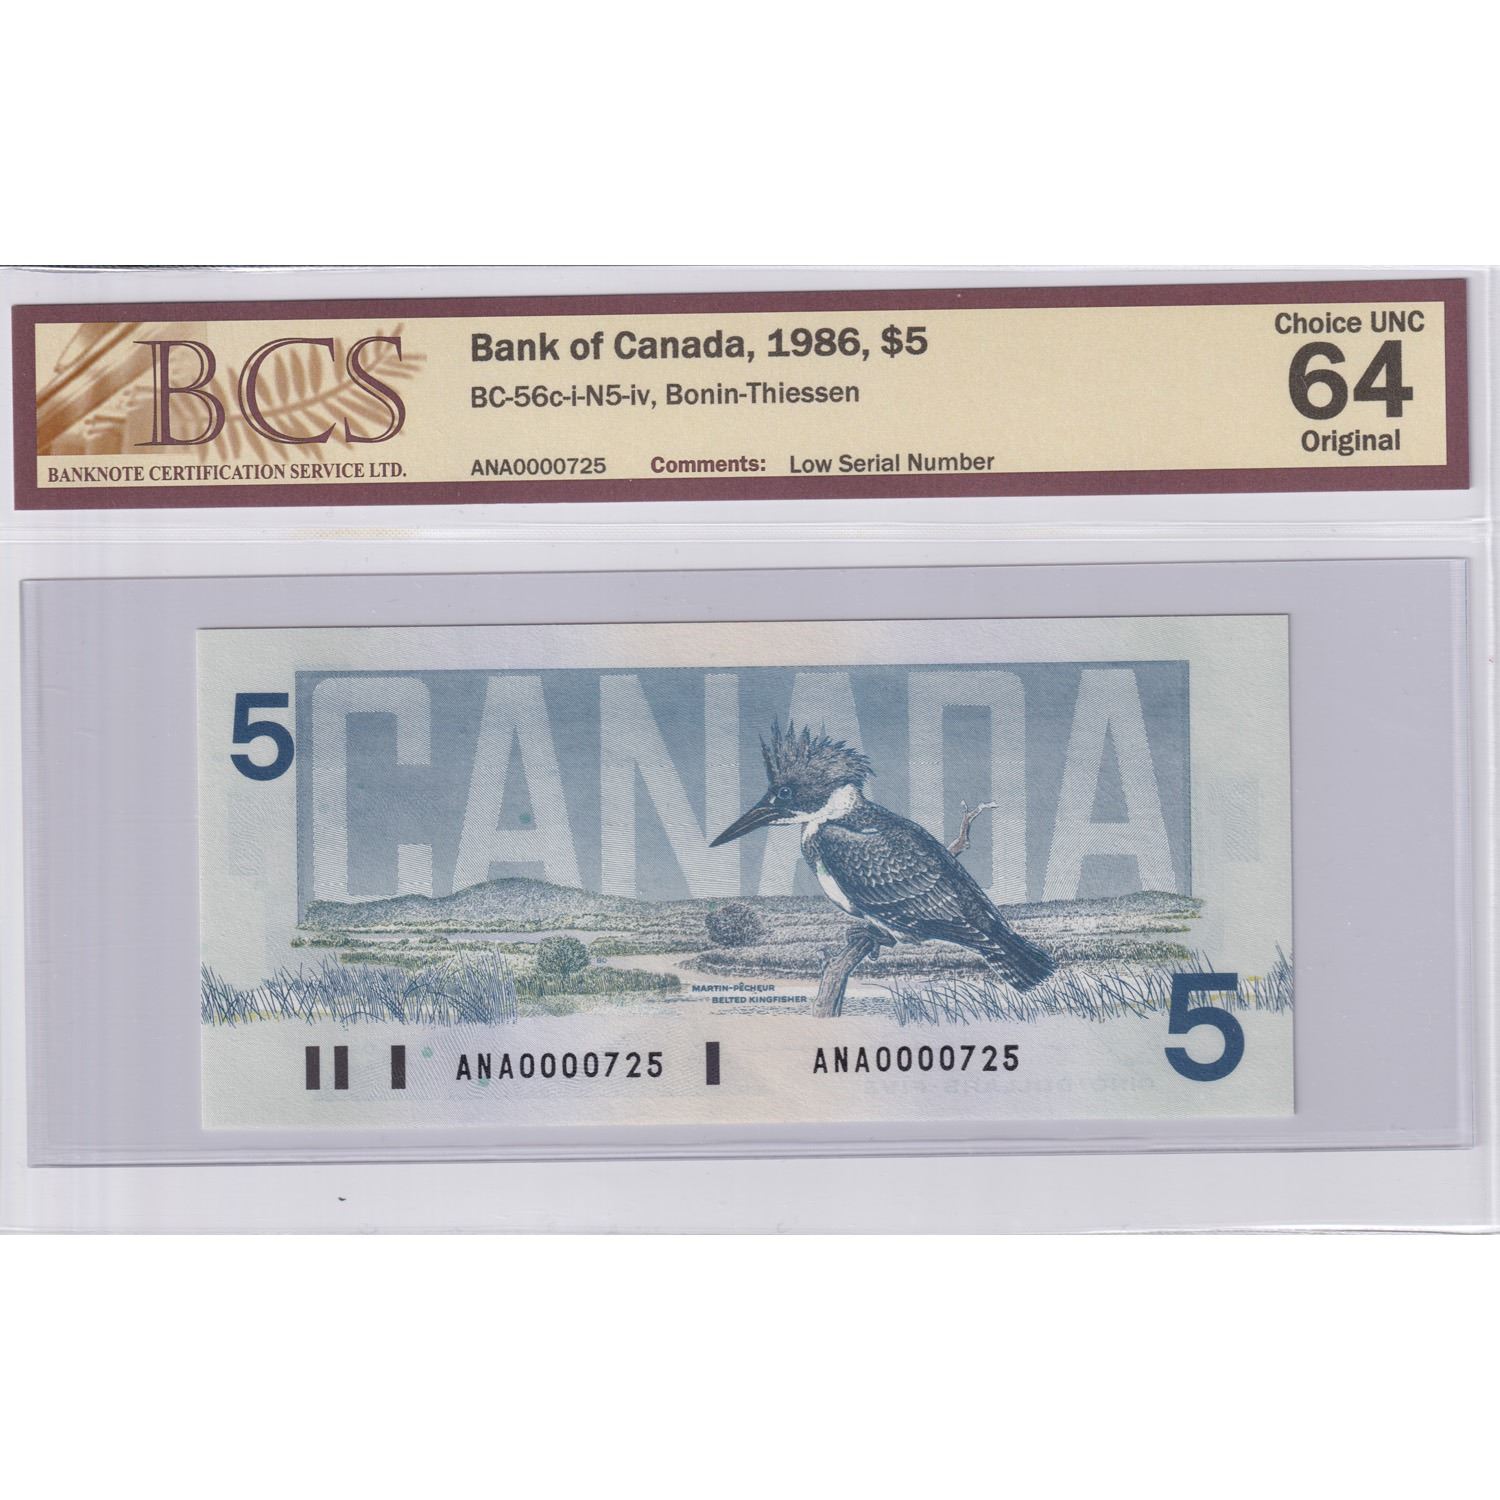 BCS
BANKNOTE CERTIFICATION SERVICE LTD.
Bank of Canada, 1986, $5
BC-56c-i-N5-iv, Bonin-Thiessen
ANA0000725 Comments: Low Serial Number
Choice UNC
64
Original
5
CANADA
MARTIN-PÊCHEUR
BELTED KINGFISHER
ANA0000725 ANA0000725
5